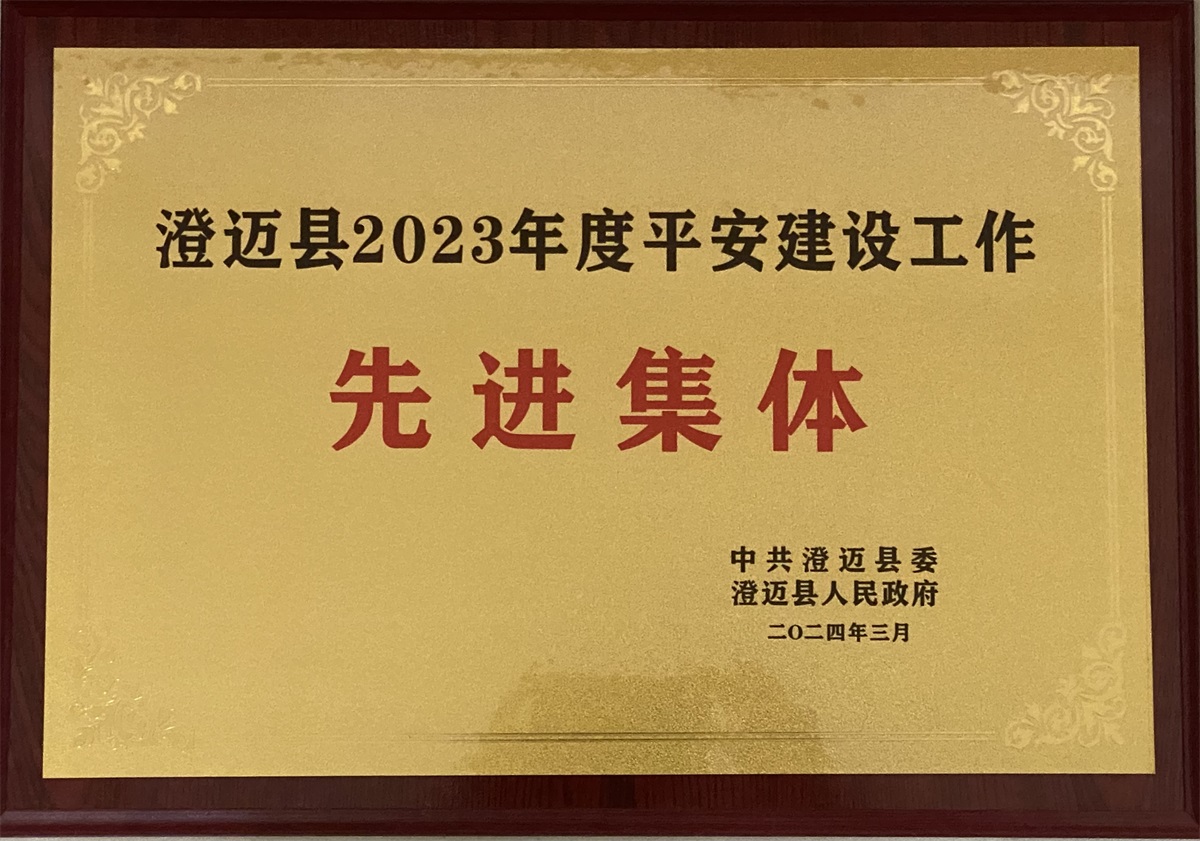 澄迈县2023年度平安建设工作
先进集体
中共澄迈县委
澄迈县人民政府
二〇二四年三月